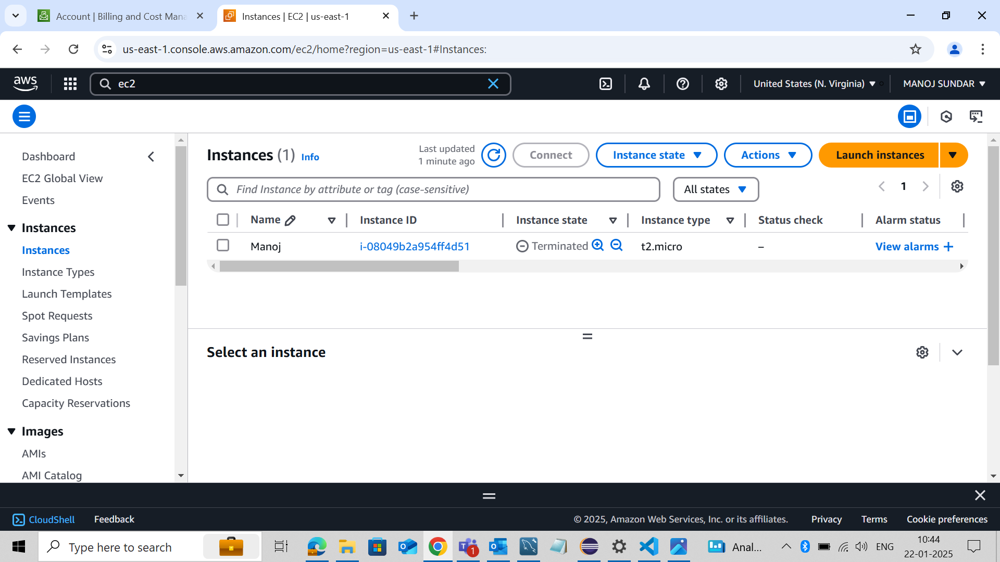 Account | Billing and Cost Mana
Instances | EC2 | us-east-1
us-east-1.console.aws.amazon.com/ec2/home?region=us-east-1#Instances:
aws
ec2
United States (N. Virginia)
MANOJ SUNDAR
Dashboard
EC2 Global View
Events
Instances
Instances
Instance Types
Launch Templates
Spot Requests
Savings Plans
Reserved Instances
Dedicated Hosts
Capacity Reservations
Images
AMIs
AMI Catalog
Instances (1) Info
Last updated
1 minute ago
Connect
Instance state
Actions
Launch instances
Find Instance by attribute or tag (case-sensitive)
All states
1
Name Instance ID Instance state Instance type Status check Alarm status
Manoj i-08049b2a954ff4d51 Terminated t2.micro – View alarms +
Select an instance
CloudShell Feedback © 2025, Amazon Web Services, Inc. or its affiliates. Privacy Terms Cookie preferences
Type here to search
1
Anal...
ENG
10:44
22-01-2025